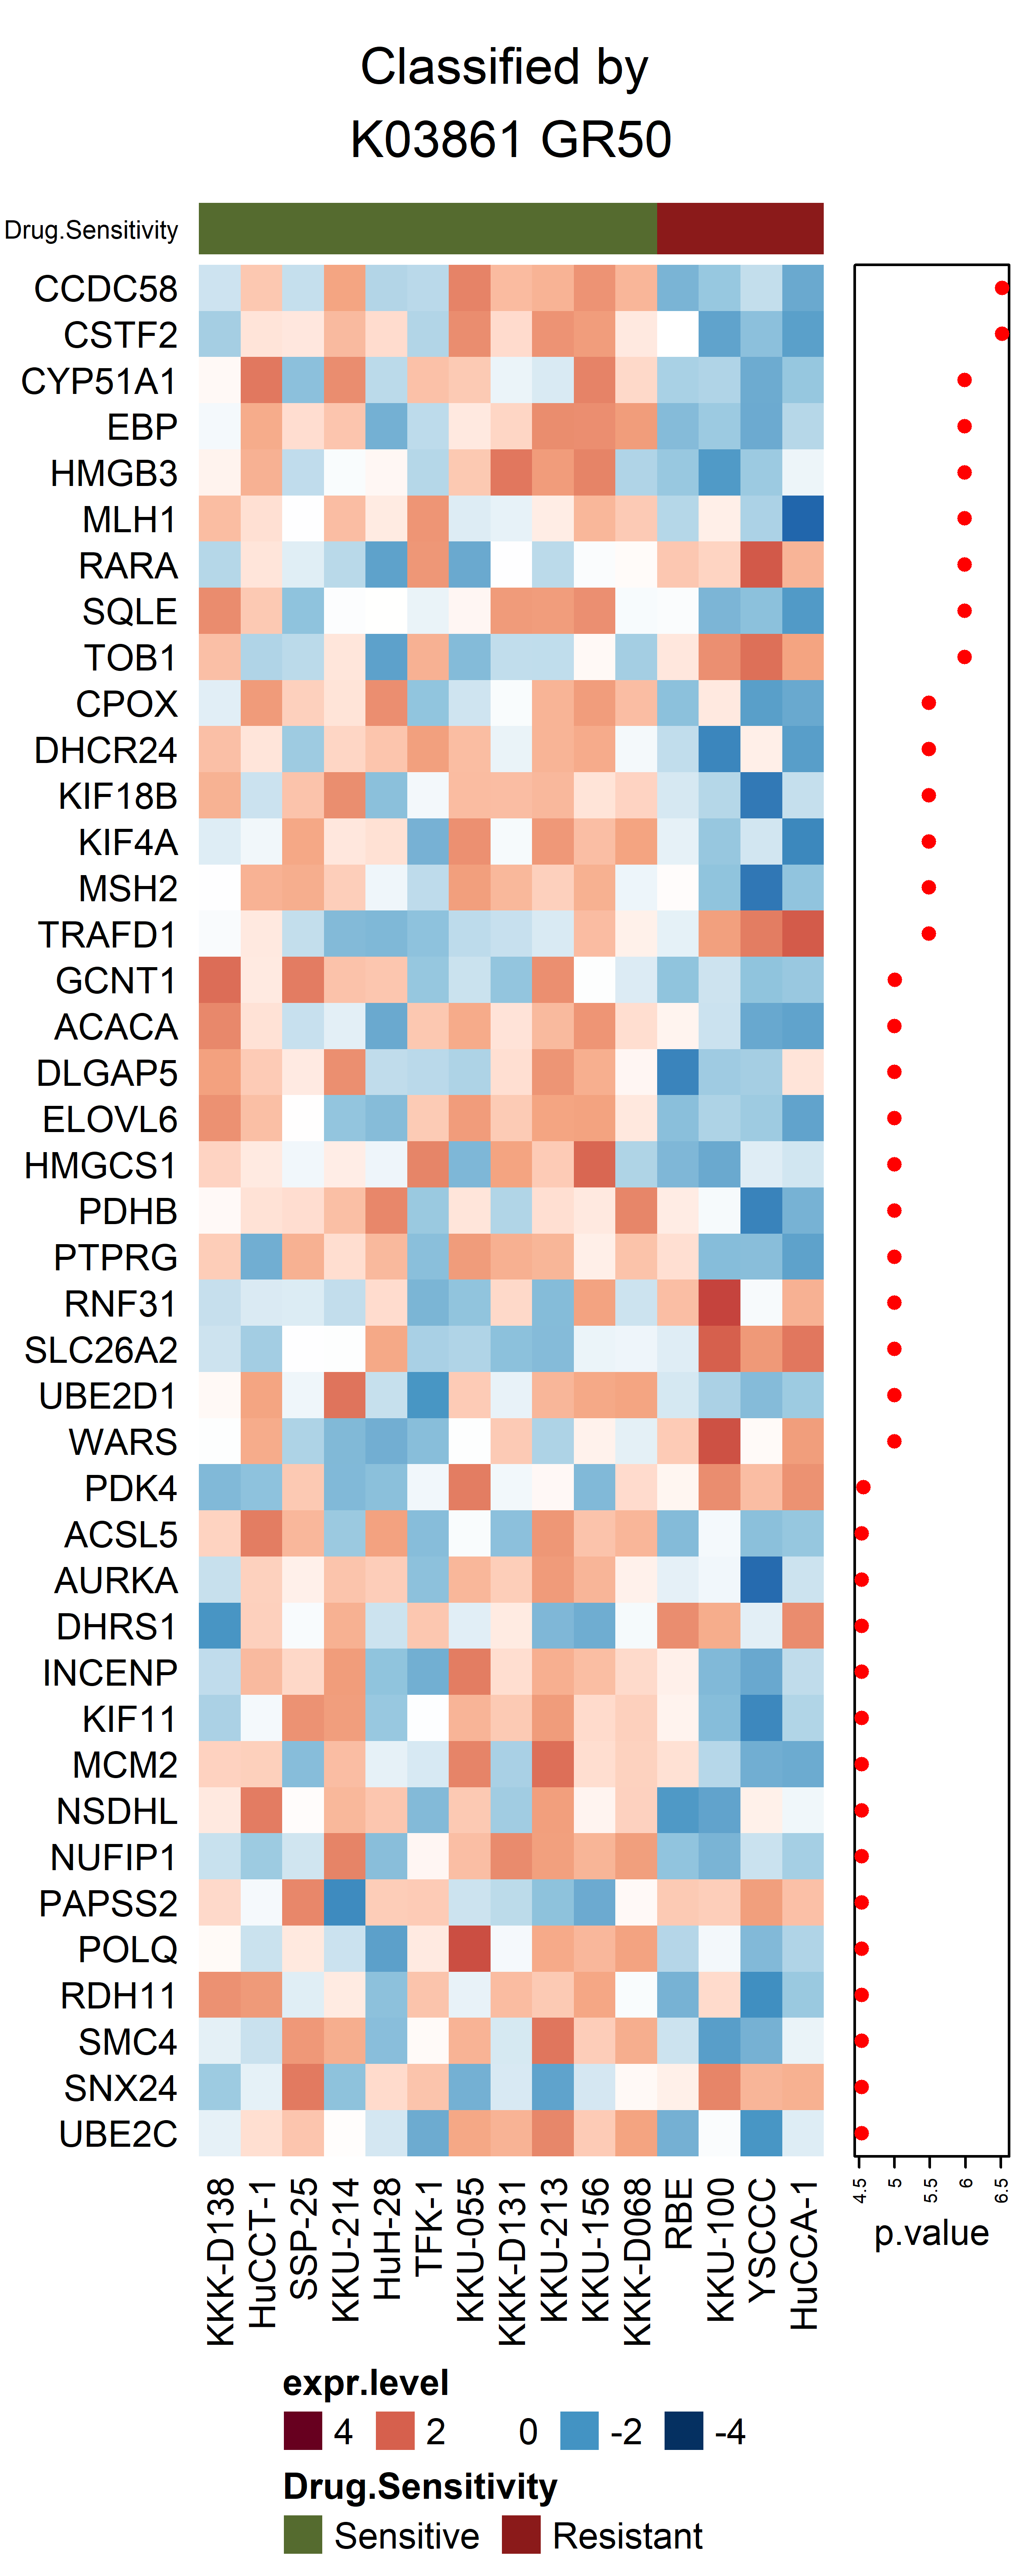 Classified by
K03861 GR50
Drug.Sensitivity
CCDC58
CSTF2
CYP51A1
EBP
HMGB3
MLH1
RARA
SQLE
TOB1
CPOX
DHCR24
KIF18B
KIF4A
MSH2
TRAFD1
GCNT1
ACACA
DLGAP5
ELOVL6
HMGCS1
PDHB
PTPRG
RNF31
SLC26A2
UBE2D1
WARS
PDK4
ACSL5
AURKA
DHRS1
INCENP
KIF11
MCM2
NSDHL
NUFIP1
PAPSS2
POLQ
RDH11
SMC4
SNX24
UBE2C
KKK-D138
HuCCT-1
SSP-25
KKU-214
HuH-28
TFK-1
KKU-055
KKK-D131
KKU-213
KKU-156
KKK-D068
RBE
KKU-100
YSCCC
HuCCA-1
4.5
5
5.5
6
6.5
p.value
expr.level
4 2 0 -2 -4
Drug.Sensitivity
Sensitive Resistant